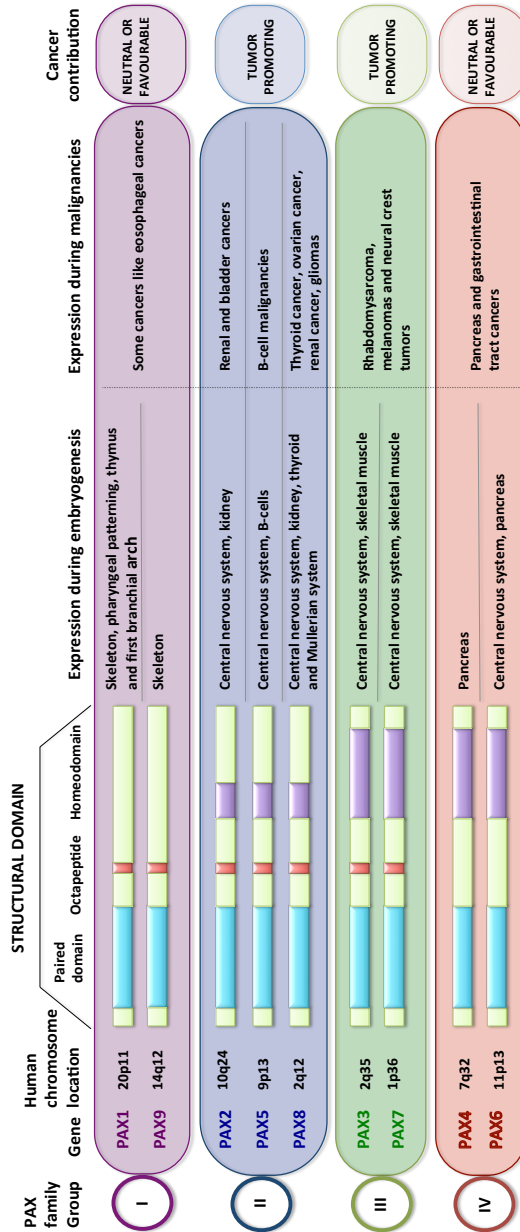 STRUCTURAL DOMAIN
PAX
family
Group
Gene
Human
chromosome
location
Paired
domain
Octapeptide
Homeodomain
Expression during embryogenesis
Expression during malignancies
Cancer
contribution
I
PAX1
20p11
Skeleton, pharyngeal patterning, thymus
and first branchial arch
PAX9
14q12
Skeleton
Some cancers like eosophageal cancers
NEUTRAL OR
FAVOURABLE
II
PAX2
10q24
Central nervous system, kidney
Renal and bladder cancers
PAX5
9p13
Central nervous system, B-cells
B-cell malignancies
PAX8
2q12
Central nervous system, kidney, thyroid
and Mullerian system
Thyroid cancer, ovarian cancer,
renal cancer, gliomas
TUMOR
PROMOTING
III
PAX3
2q35
Central nervous system, skeletal muscle
PAX7
1p36
Central nervous system, skeletal muscle
Rhabdomysarcoma,
melanomas and neural crest
tumors
TUMOR
PROMOTING
IV
PAX4
7q32
Pancreas
PAX6
11p13
Central nervous system, pancreas
Pancreas and gastrointestinal
tract cancers
NEUTRAL OR
FAVOURABLE